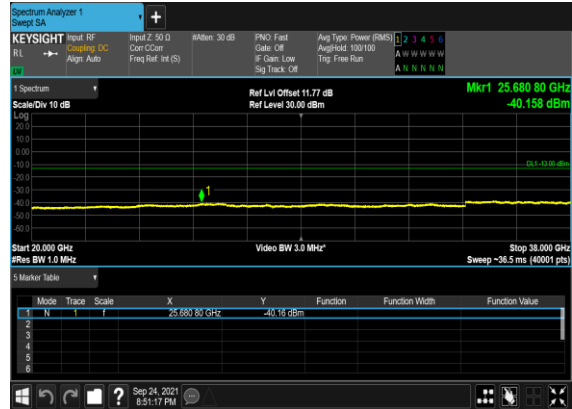 Spectrum Analyzer 1
Swept SA
+
KEYSIGHT Input: RF Input Z: 50 Ω #Atten: 30 dB PNO: Fast Avg Type: Power (RMS) 1 2 3 4 5 6
RL Coupling: DC Corr CCorr Gate: Off Avg|Hold: 100/100 A W W W W W
Align: Auto Freq Ref: Int (S) IF Gain: Low Trig: Free Run
Sig Track: Off A N N N N N
1 Spectrum Ref Lvl Offset 11.77 dB Mkr1 25.680 80 GHz
Scale/Div 10 dB Ref Level 30.00 dBm -40.158 dBm
Log
20.0
10.0
0.00
-10.0 DL1 -13.00 dBm
-20.0
-30.0 1
-40.0
-50.0
-60.0
Start 20.000 GHz Video BW 3.0 MHz* Stop 38.000 GHz
#Res BW 1.0 MHz Sweep ~36.5 ms (40001 pts)
5 Marker Table
Mode Trace Scale X Y Function Function Width Function Value
1 N 1 f 25.680 80 GHz -40.16 dBm
2
3
4
5
6
? Sep 24, 2021
8:51:17 PM